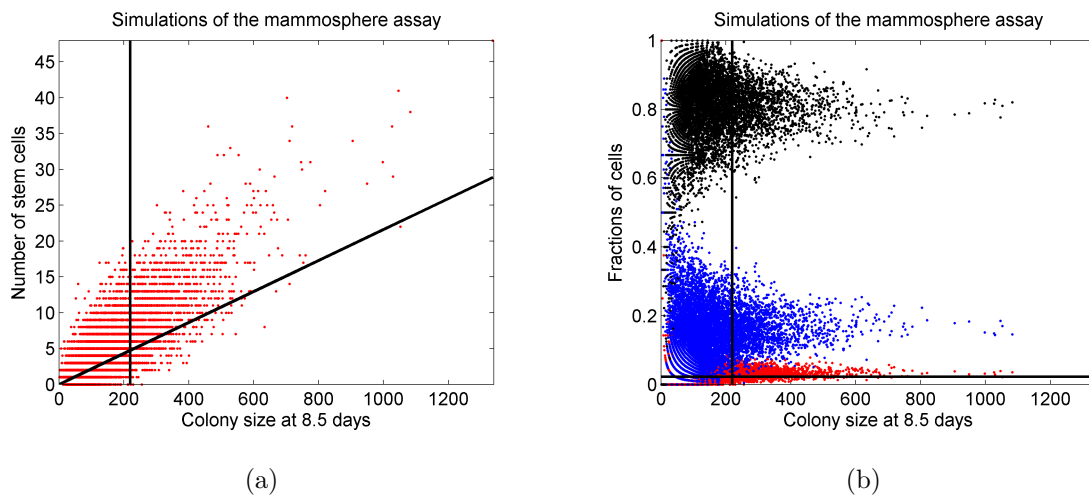 Simulations of the mammosphere assay
Number of stem cells
45
40
35
30
25
20
15
10
5
0
0 200 400 600 800 1000 1200
Colony size at 8.5 days
(a)
Simulations of the mammosphere assay
Fractions of cells
1
0.8
0.6
0.4
0.2
0
0 200 400 600 800 1000 1200
Colony size at 8.5 days
(b)